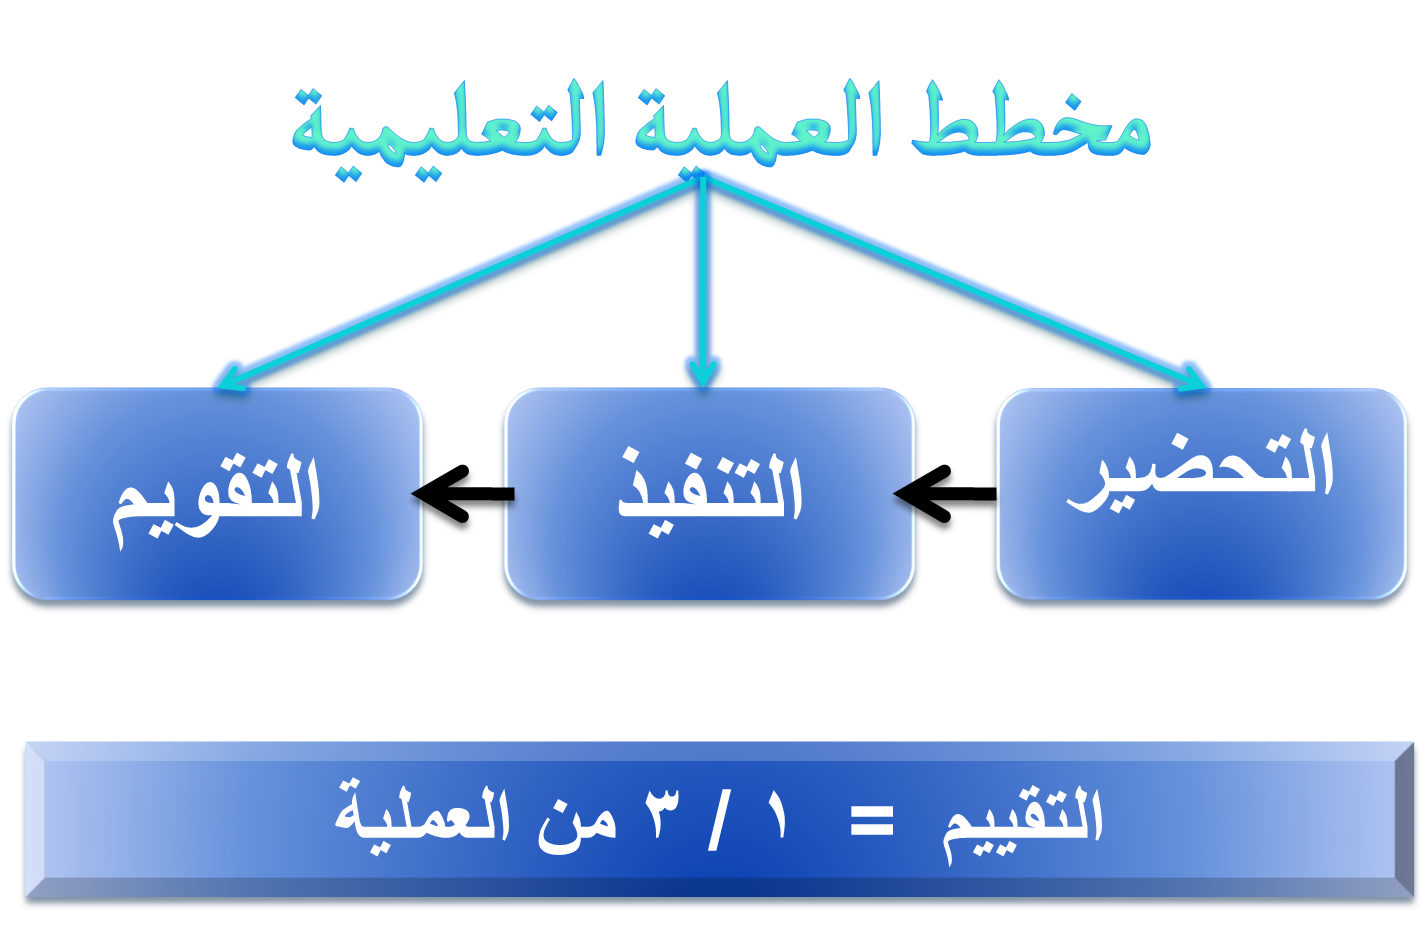 مخطط العملية التعليمية
التحضير
التنفيذ
التقويم
التقييم = ١ / ٣ من العملية